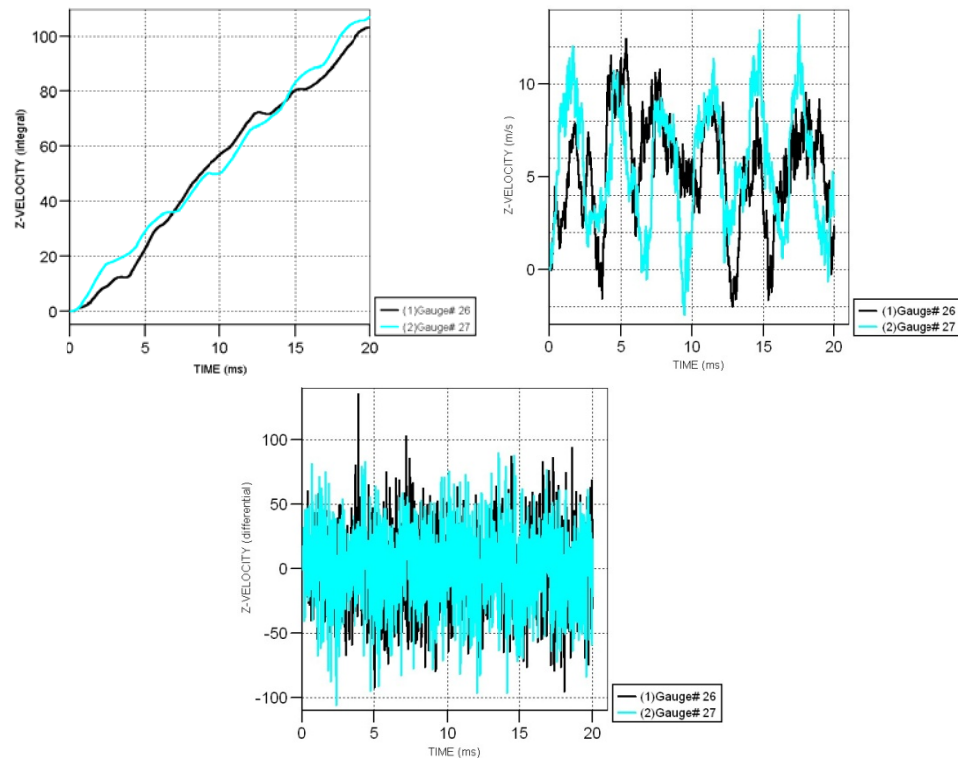 Z-VELOCITY (integral)
100
80
60
40
20
0
0 5 10 15 20
TIME (ms)
(1)Gauge# 26
(2)Gauge# 27
Z-VELOCITY (m/s )
10
5
0
0 5 10 15 20
TIME (ms)
(1)Gauge# 26
(2)Gauge# 27
Z-VELOCITY (differential)
100
50
0
-50
-100
0 5 10 15 20
TIME (ms)
(1)Gauge# 26
(2)Gauge# 27